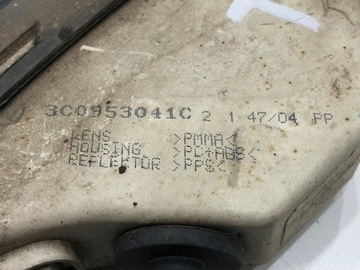 3C0953041C 2 1 47/04 PP
LENS >PMMA<
HOUSING >PC+ABS<
REFLEKTOR >PPS<